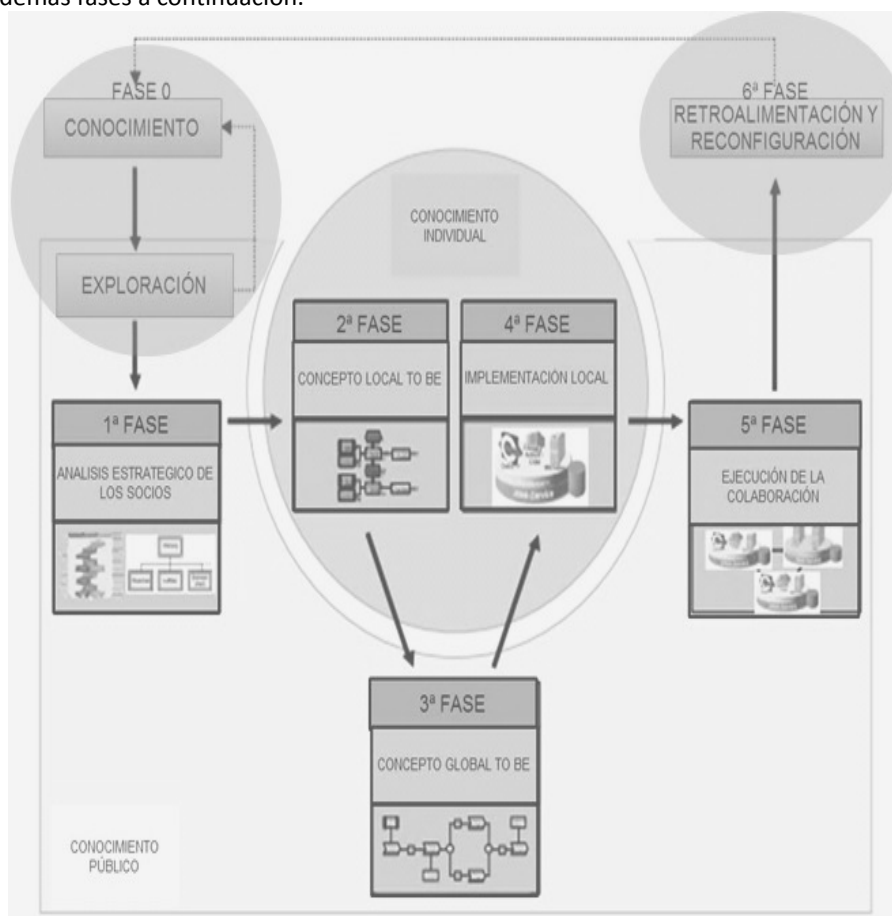 demás fases a continuación:
FASE 0
CONOCIMIENTO
EXPLORACIÓN
6ª FASE
RETROALIMENTACIÓN Y
RECONFIGURACIÓN
CONOCIMIENTO
INDIVIDUAL
2ª FASE
CONCEPTO LOCAL TO BE
4ª FASE
IMPLEMENTACIÓN LOCAL
1ª FASE
ANALISIS ESTRATEGICO DE
LOS SOCIOS
5ª FASE
EJECUCIÓN DE LA
COLABORACIÓN
3ª FASE
CONCEPTO GLOBAL TO BE
CONOCIMIENTO
PÚBLICO